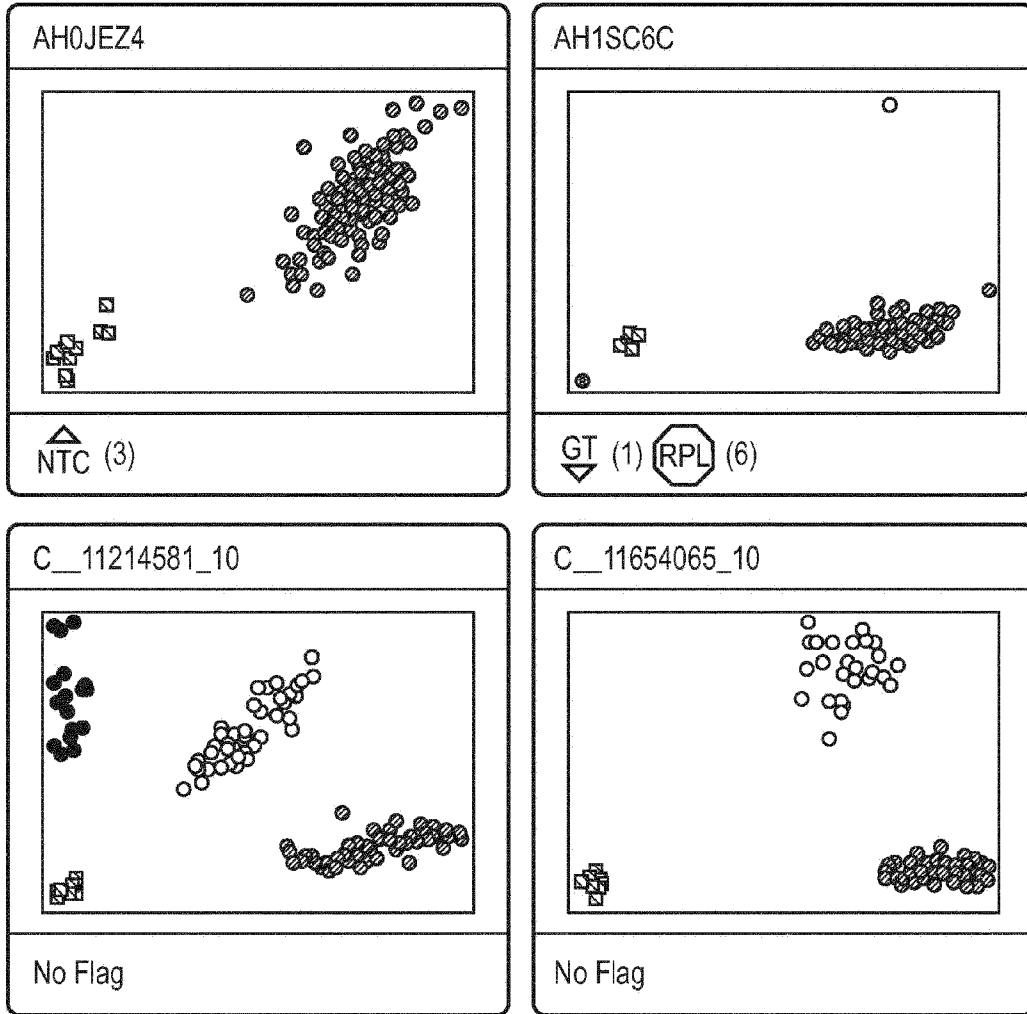 AH0JEZ4
AH1SC6C
NTC (3)
GT (1) RPL (6)
C__11214581_10
C__11654065_10
No Flag
No Flag